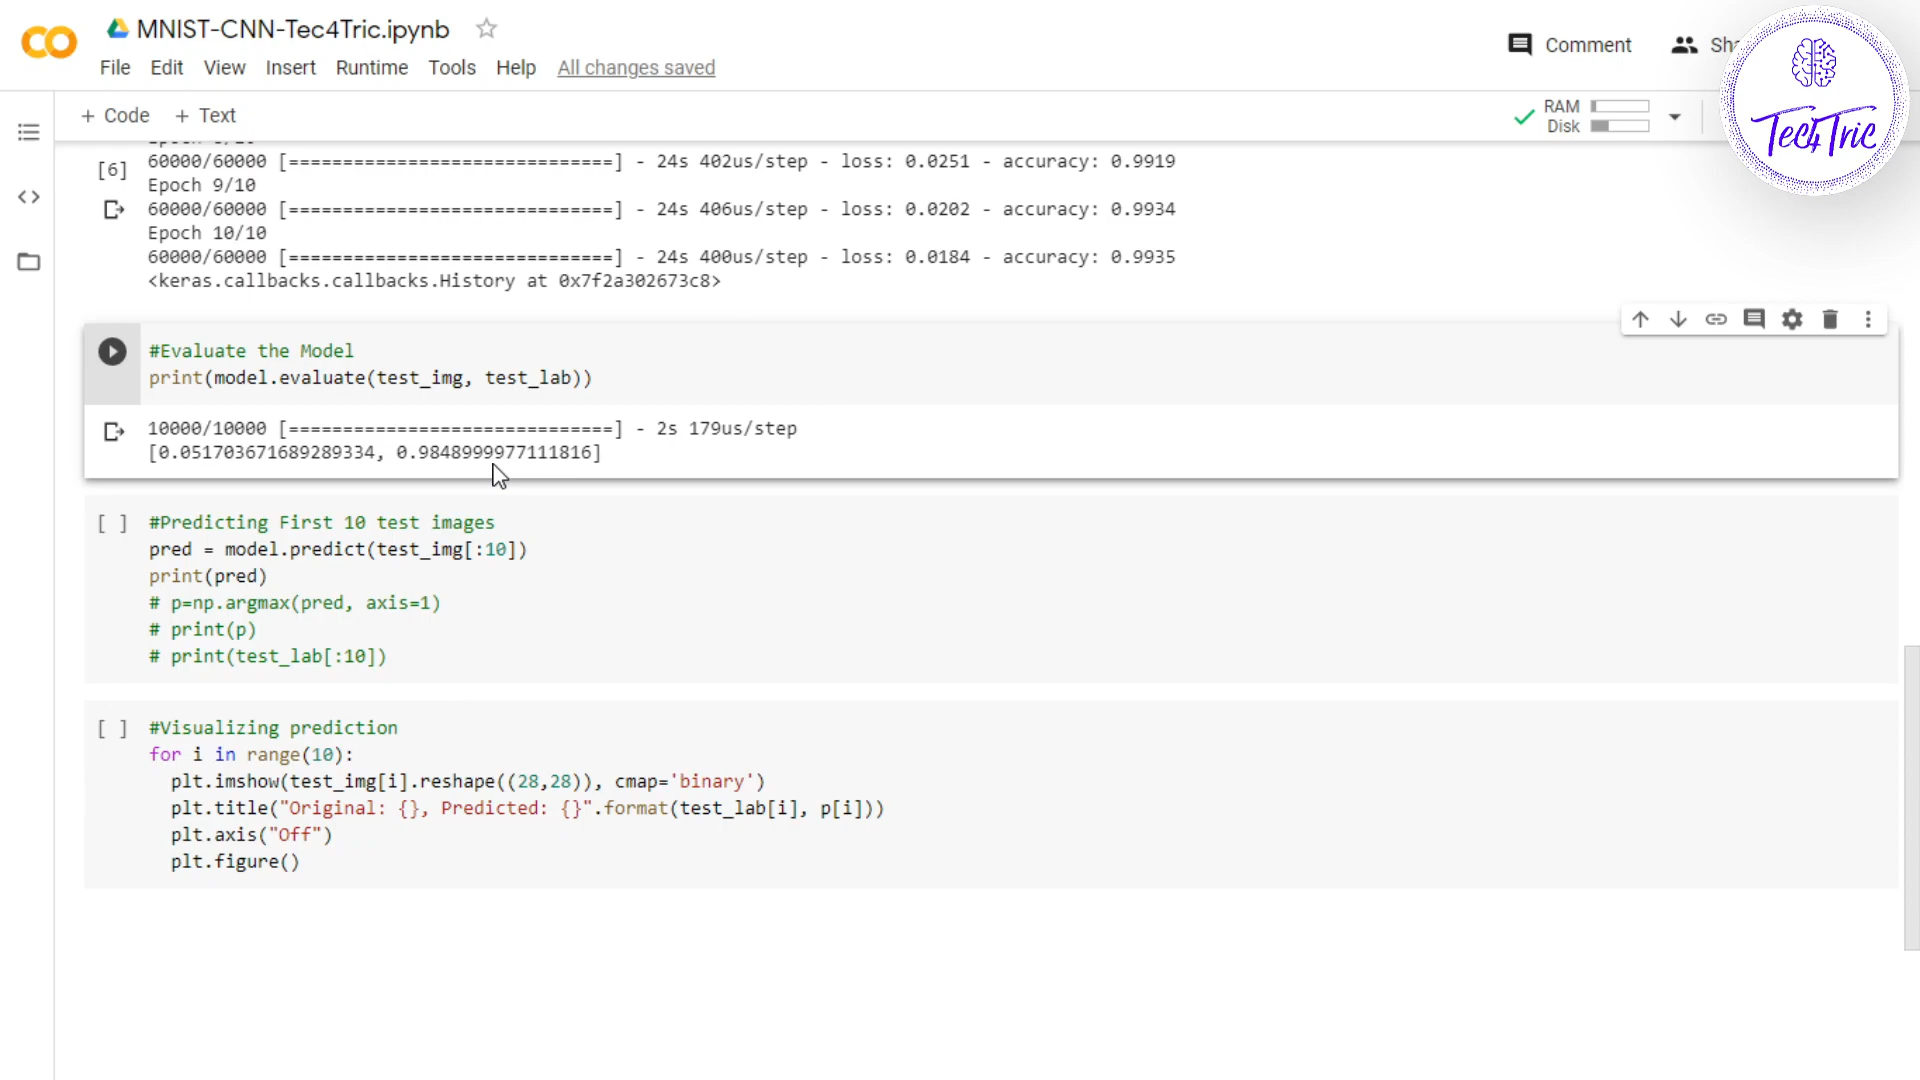 MNIST-CNN-Tec4Tric.ipynb
File Edit View Insert Runtime Tools Help All changes saved
Comment
Tec4Tric
+ Code + Text
RAM
Disk
[6]
60000/60000 [==============================] - 24s 402us/step - loss: 0.0251 - accuracy: 0.9919
Epoch 9/10
60000/60000 [==============================] - 24s 406us/step - loss: 0.0202 - accuracy: 0.9934
Epoch 10/10
60000/60000 [==============================] - 24s 400us/step - loss: 0.0184 - accuracy: 0.9935
<keras.callbacks.callbacks.History at 0x7f2a302673c8>
#Evaluate the Model
print(model.evaluate(test_img, test_lab))
10000/10000 [==============================] - 2s 179us/step
[0.051703671689289334, 0.9848999977111816]
[ ] #Predicting First 10 test images
pred = model.predict(test_img[:10])
print(pred)
# p=np.argmax(pred, axis=1)
# print(p)
# print(test_lab[:10])
[ ] #Visualizing prediction
for i in range(10):
plt.imshow(test_img[i].reshape((28,28)), cmap='binary')
plt.title("Original: {}, Predicted: {}".format(test_lab[i], p[i]))
plt.axis("Off")
plt.figure()